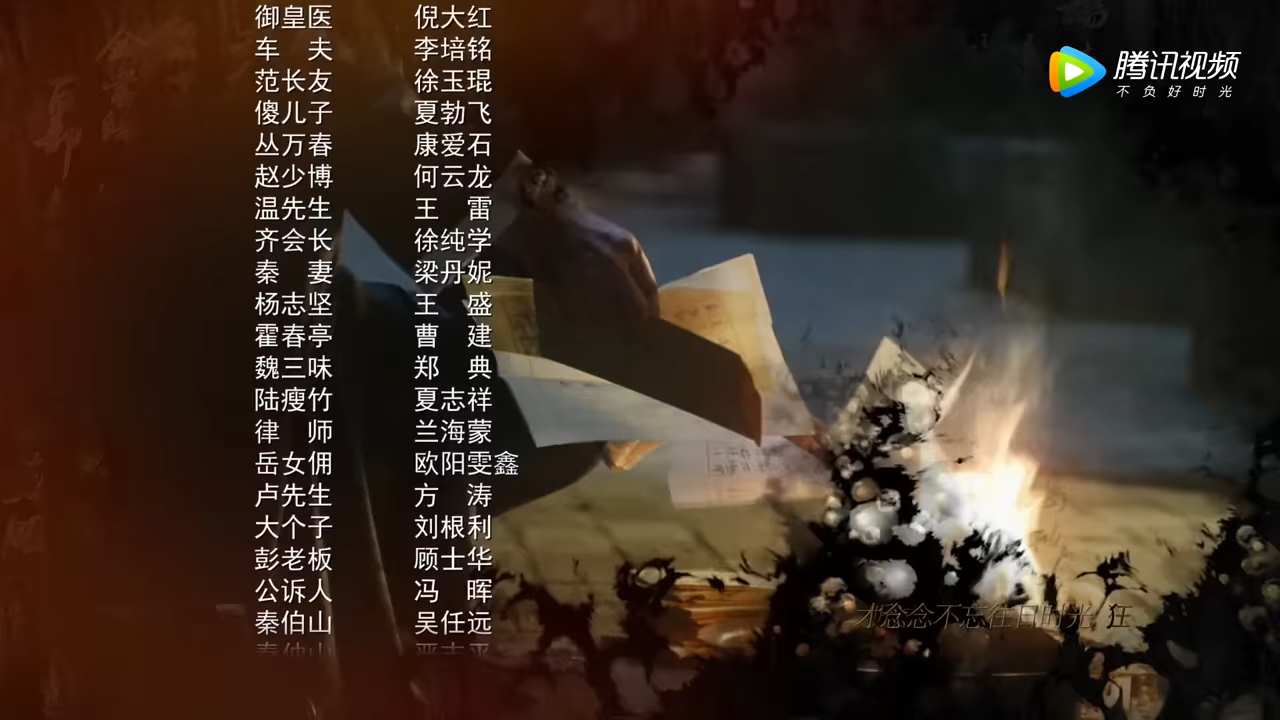 御皇医 倪大红
车 夫 李培铭
范长友 徐玉琨
傻儿子 夏勃飞
丛万春 康爱石
赵少博 何云龙
温先生 王 雷
齐会长 徐纯学
秦 妻 梁丹妮
杨志坚 王 盛
霍春亭 曹 建
魏三味 郑 典
陆瘦竹 夏志祥
律 师 兰海蒙
岳女佣 欧阳雯鑫
卢先生 方 涛
大个子 刘根利
彭老板 顾士华
公诉人 冯 晖
秦伯山 吴任远
腾讯视频
不负好时光
才念念不忘往日时光 狂